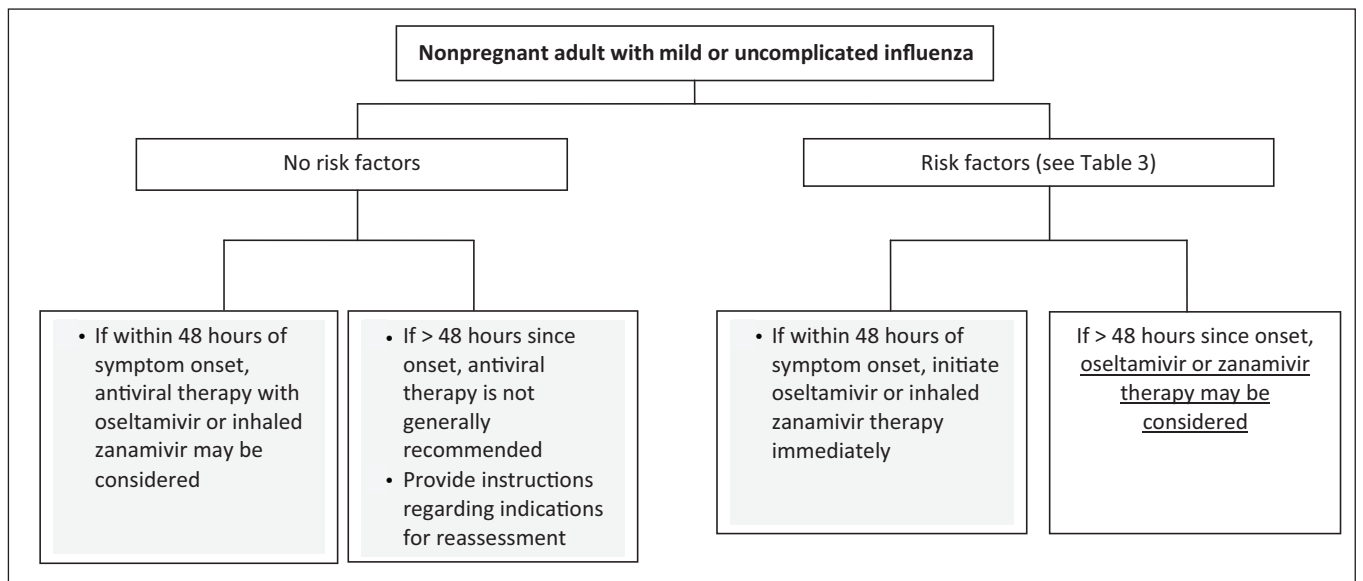 Nonpregnant adult with mild or uncomplicated influenza
No risk factors
Risk factors (see Table 3)
• If within 48 hours of
symptom onset,
antiviral therapy with
oseltamivir or inhaled
zanamivir may be
considered
• If > 48 hours since
onset, antiviral
therapy is not
generally
recommended
• Provide instructions
regarding indications
for reassessment
• If within 48 hours of
symptom onset, initiate
oseltamivir or inhaled
zanamivir therapy
immediately
If > 48 hours since onset,
oseltamivir or zanamivir
therapy may be
considered